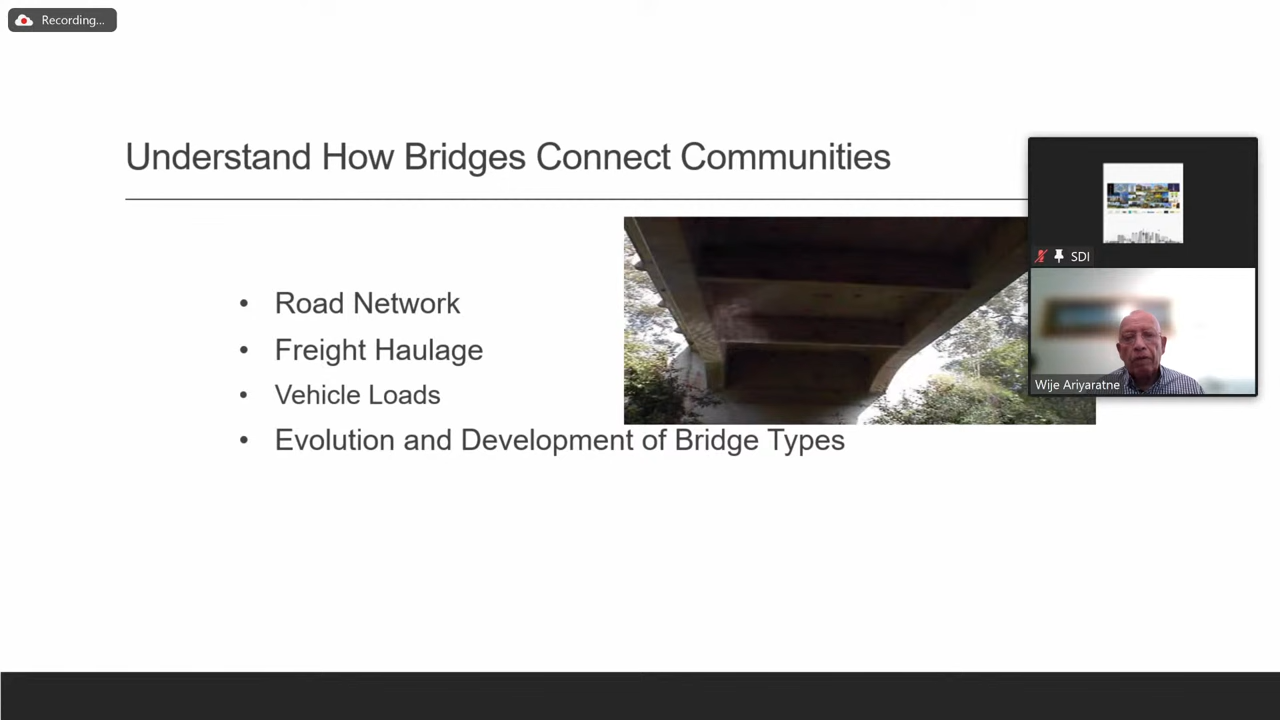 Recording...
Understand How Bridges Connect Communities
• Road Network
• Freight Haulage
• Vehicle Loads
• Evolution and Development of Bridge Types
SDI
Wije Ariyaratne